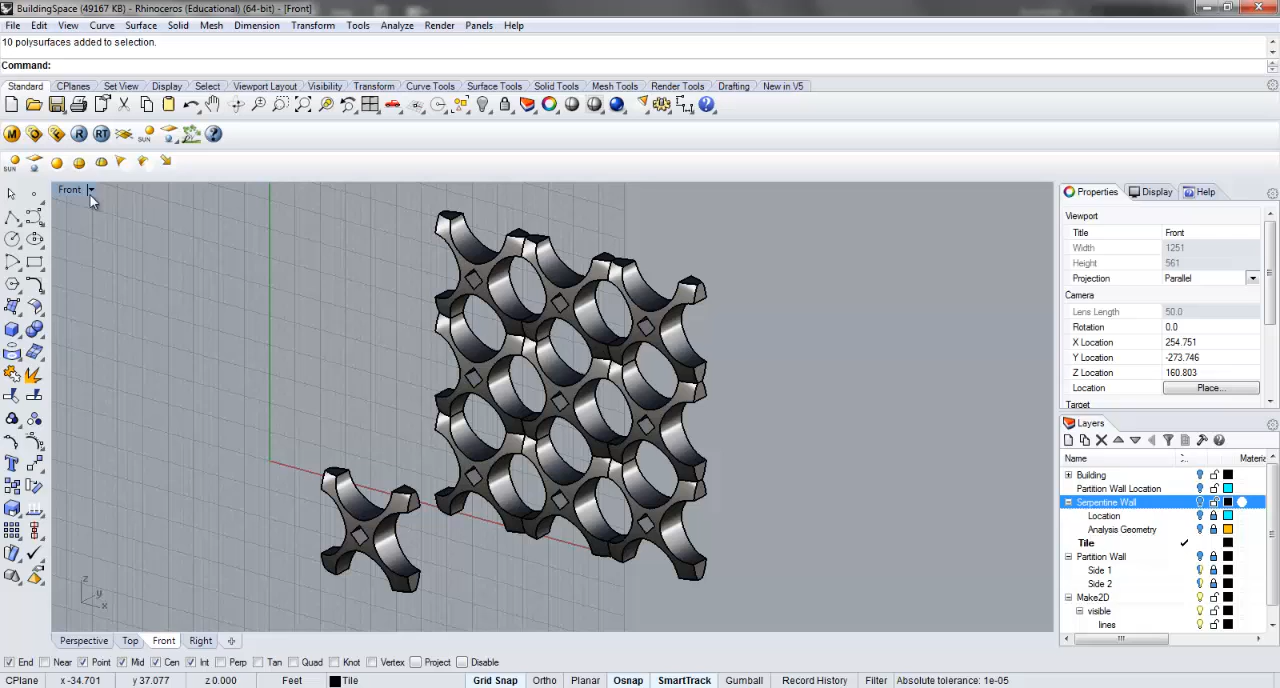 BuildingSpace (49167 KB) - Rhinoceros (Educational) (64-bit) - [Front]
File Edit View Curve Surface Solid Mesh Dimension Transform Tools Analyze Render Panels Help
10 polysurfaces added to selection.
Command:
Standard CPlanes Set View Display Select Viewport Layout Visibility Transform Curve Tools Surface Tools Solid Tools Mesh Tools Render Tools Drafting New in V5
M R RT SUN
SUN
Front
Properties Display Help
Viewport
Title Front
Width 1251
Height 561
Projection Parallel
Camera
Lens Length 50.0
Rotation 0.0
X Location 254.751
Y Location -273.746
Z Location 160.803
Location Place...
Target
Layers
Name Materia
Building
Partition Wall Location
Serpentine Wall
Location
Analysis Geometry
Tile
Partition Wall
Side 1
Side 2
Make2D
visible
lines
z
y
x
Perspective Top Front Right
End Near Point Mid Cen Int Perp Tan Quad Knot Vertex Project Disable
CPlane x -34.701 y 37.077 z 0.000 Feet Tile Grid Snap Ortho Planar Osnap SmartTrack Gumball Record History Filter Absolute tolerance: 1e-05